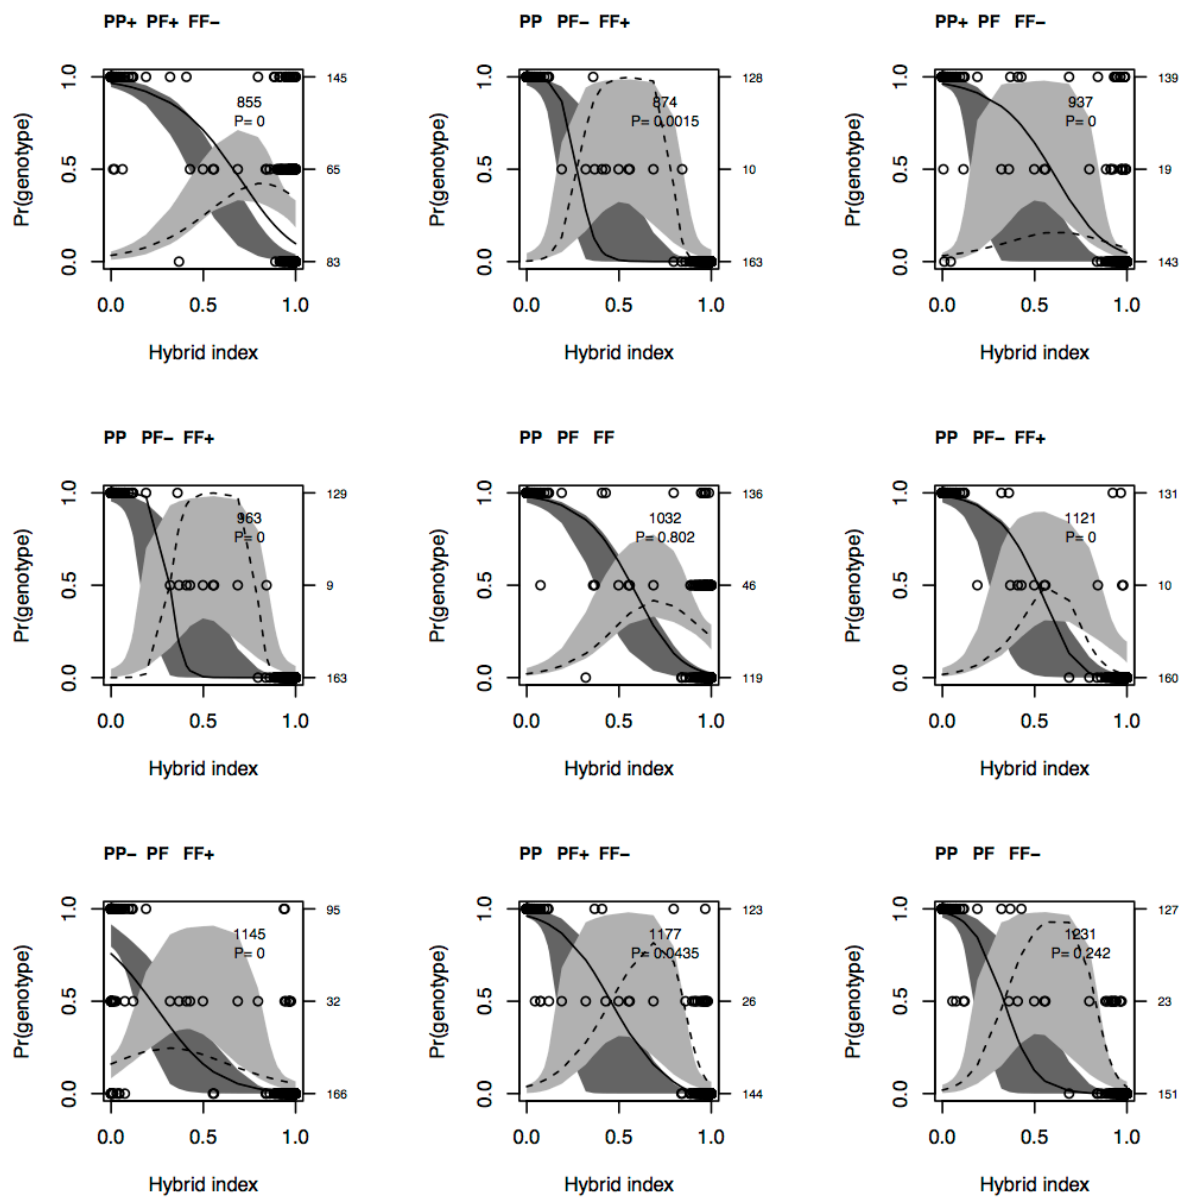 PP+ PF+ FF−
Pr(genotype)
1.0
0.5
0.0
855
P= 0
145
65
83
0.0 0.5 1.0
Hybrid index
PP PF− FF+
Pr(genotype)
1.0
0.5
0.0
874
P= 0.0015
128
10
163
0.0 0.5 1.0
Hybrid index
PP+ PF FF−
Pr(genotype)
1.0
0.5
0.0
937
P= 0
139
19
143
0.0 0.5 1.0
Hybrid index
PP PF− FF+
Pr(genotype)
1.0
0.5
0.0
963
P= 0
129
9
163
0.0 0.5 1.0
Hybrid index
PP PF FF
Pr(genotype)
1.0
0.5
0.0
1032
P= 0.802
136
46
119
0.0 0.5 1.0
Hybrid index
PP PF− FF+
Pr(genotype)
1.0
0.5
0.0
1121
P= 0
131
10
160
0.0 0.5 1.0
Hybrid index
PP− PF FF+
Pr(genotype)
1.0
0.5
0.0
1145
P= 0
95
32
166
0.0 0.5 1.0
Hybrid index
PP PF+ FF−
Pr(genotype)
1.0
0.5
0.0
1177
P= 0.0435
123
26
144
0.0 0.5 1.0
Hybrid index
PP PF FF−
Pr(genotype)
1.0
0.5
0.0
1231
P= 0.242
127
23
151
0.0 0.5 1.0
Hybrid index